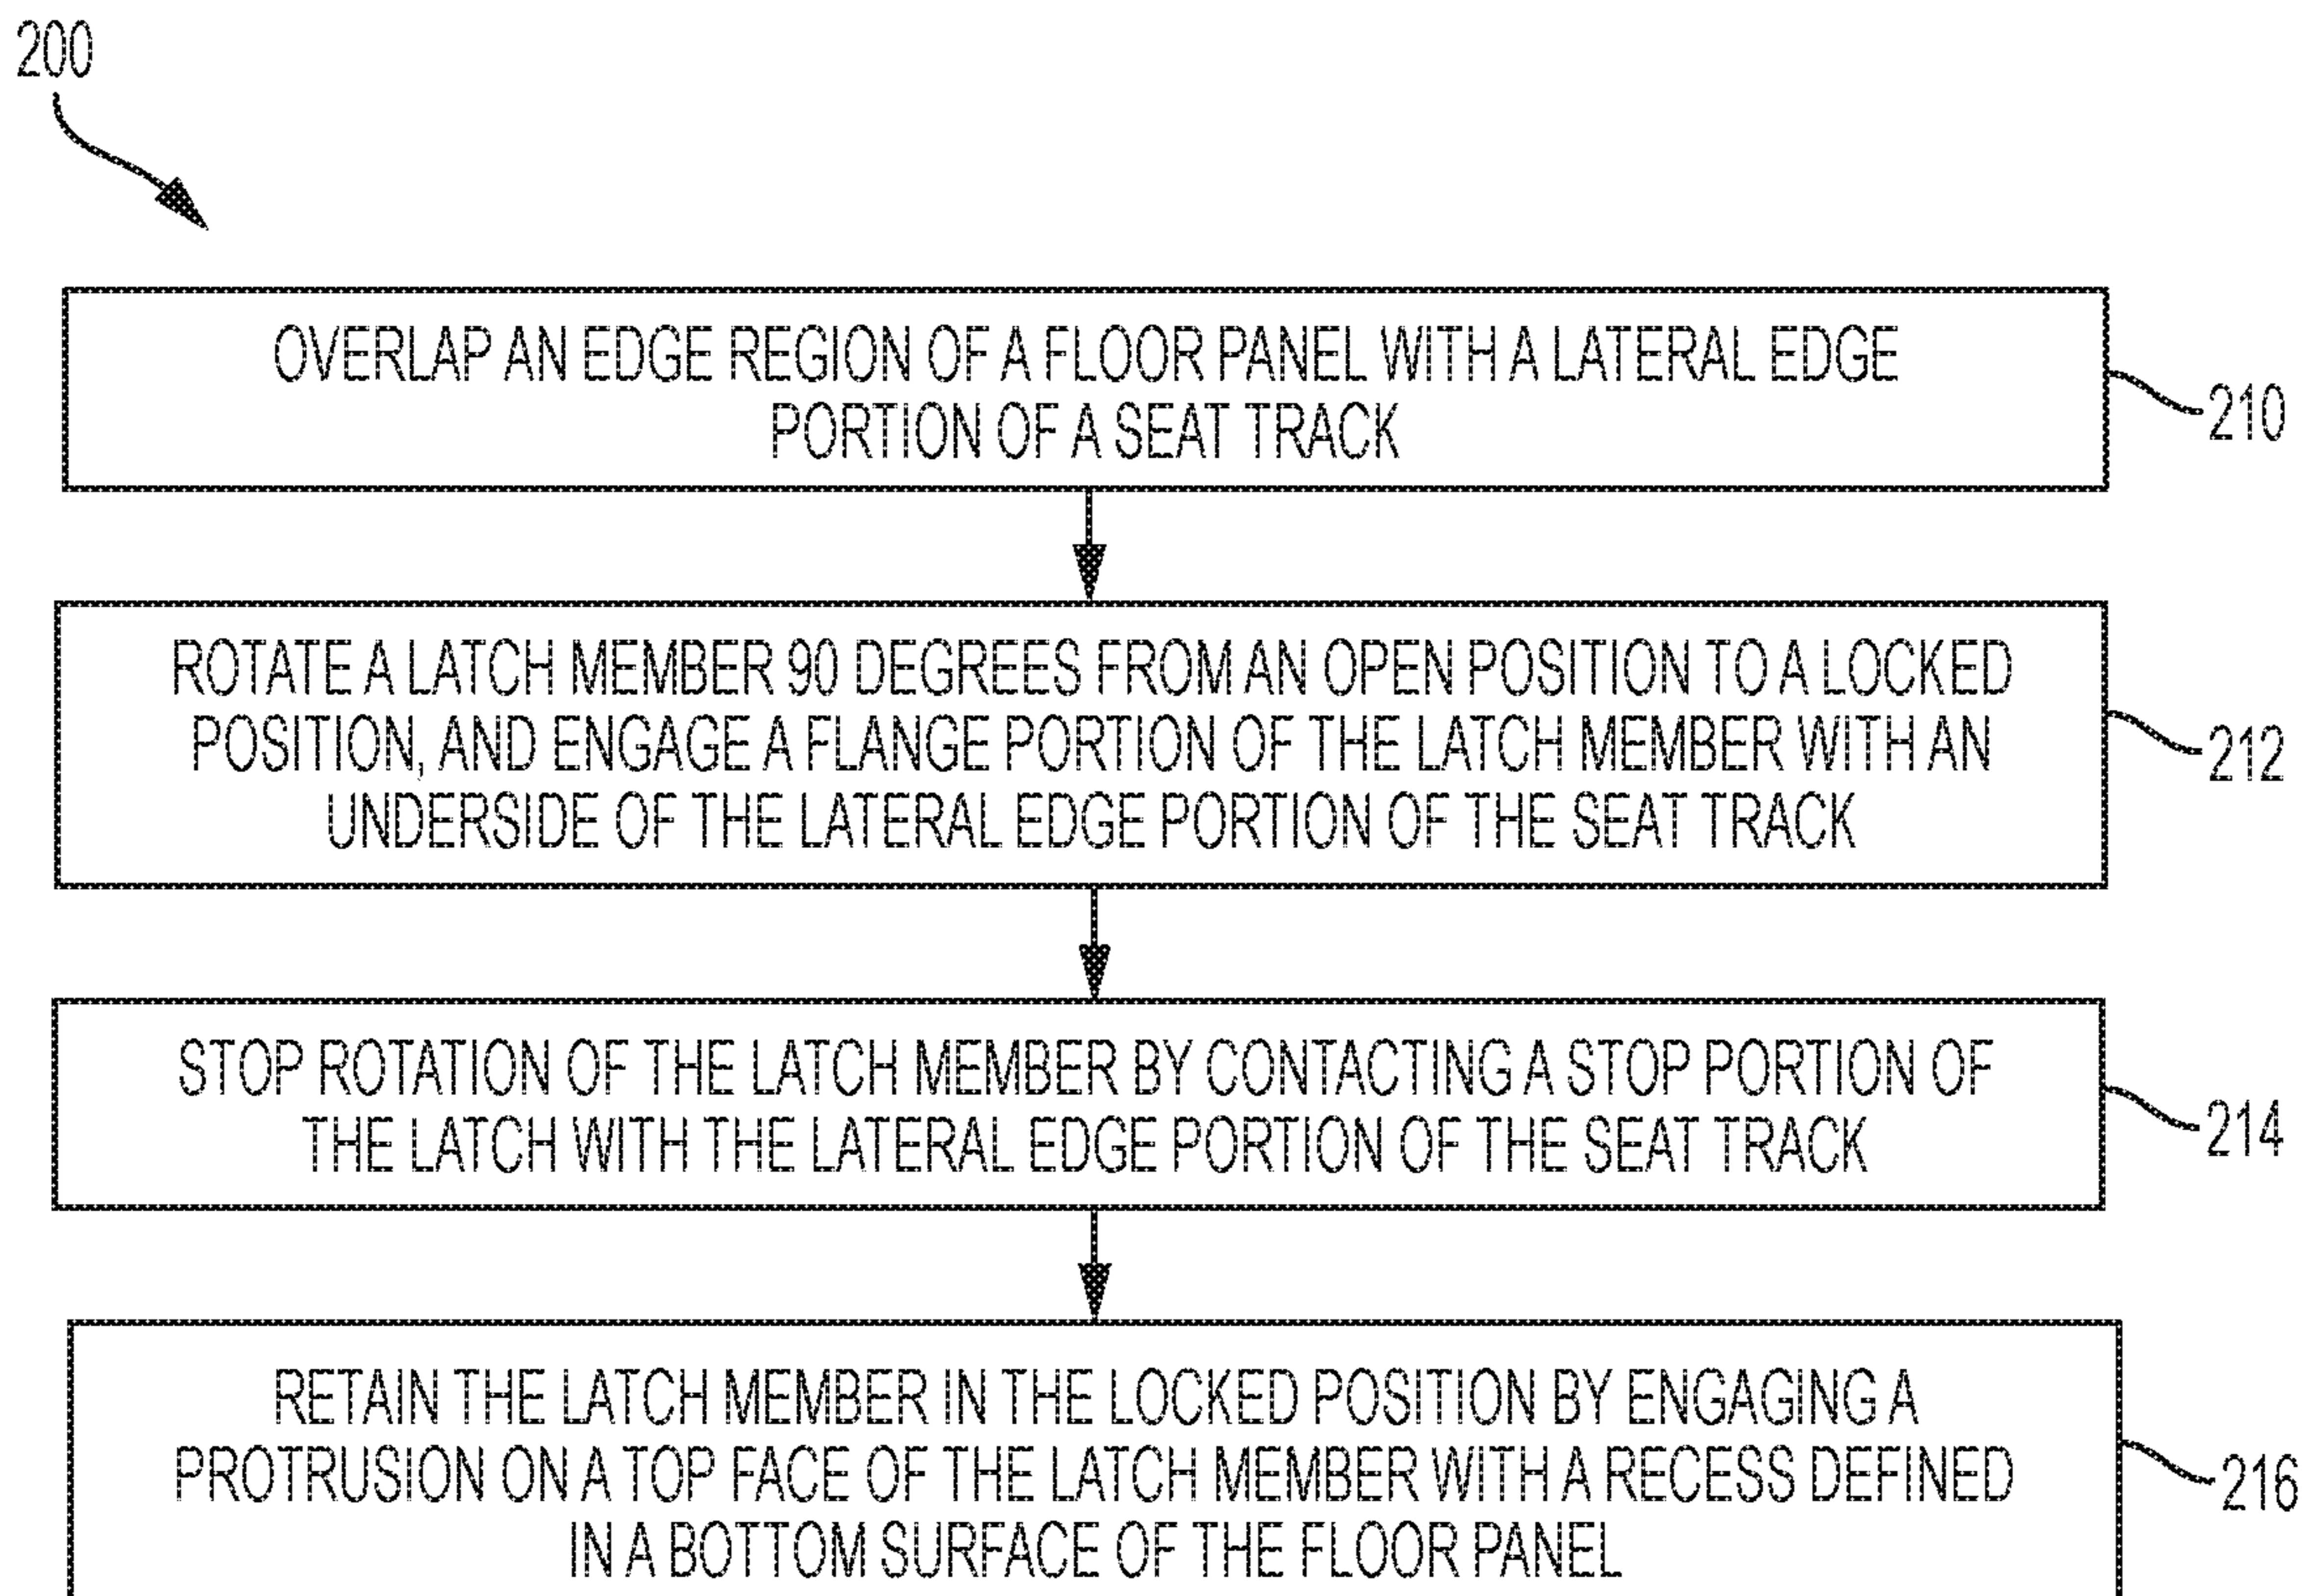 200
OVERLAP AN EDGE REGION OF A FLOOR PANEL WITH A LATERAL EDGE
PORTION OF A SEAT TRACK
210
ROTATE A LATCH MEMBER 90 DEGREES FROM AN OPEN POSITION TO A LOCKED
POSITION, AND ENGAGE A FLANGE PORTION OF THE LATCH MEMBER WITH AN
UNDERSIDE OF THE LATERAL EDGE PORTION OF THE SEAT TRACK
212
STOP ROTATION OF THE LATCH MEMBER BY CONTACTING A STOP PORTION OF
THE LATCH WITH THE LATERAL EDGE PORTION OF THE SEAT TRACK
214
RETAIN THE LATCH MEMBER IN THE LOCKED POSITION BY ENGAGING A
PROTRUSION ON A TOP FACE OF THE LATCH MEMBER WITH A RECESS DEFINED
IN A BOTTOM SURFACE OF THE FLOOR PANEL
216